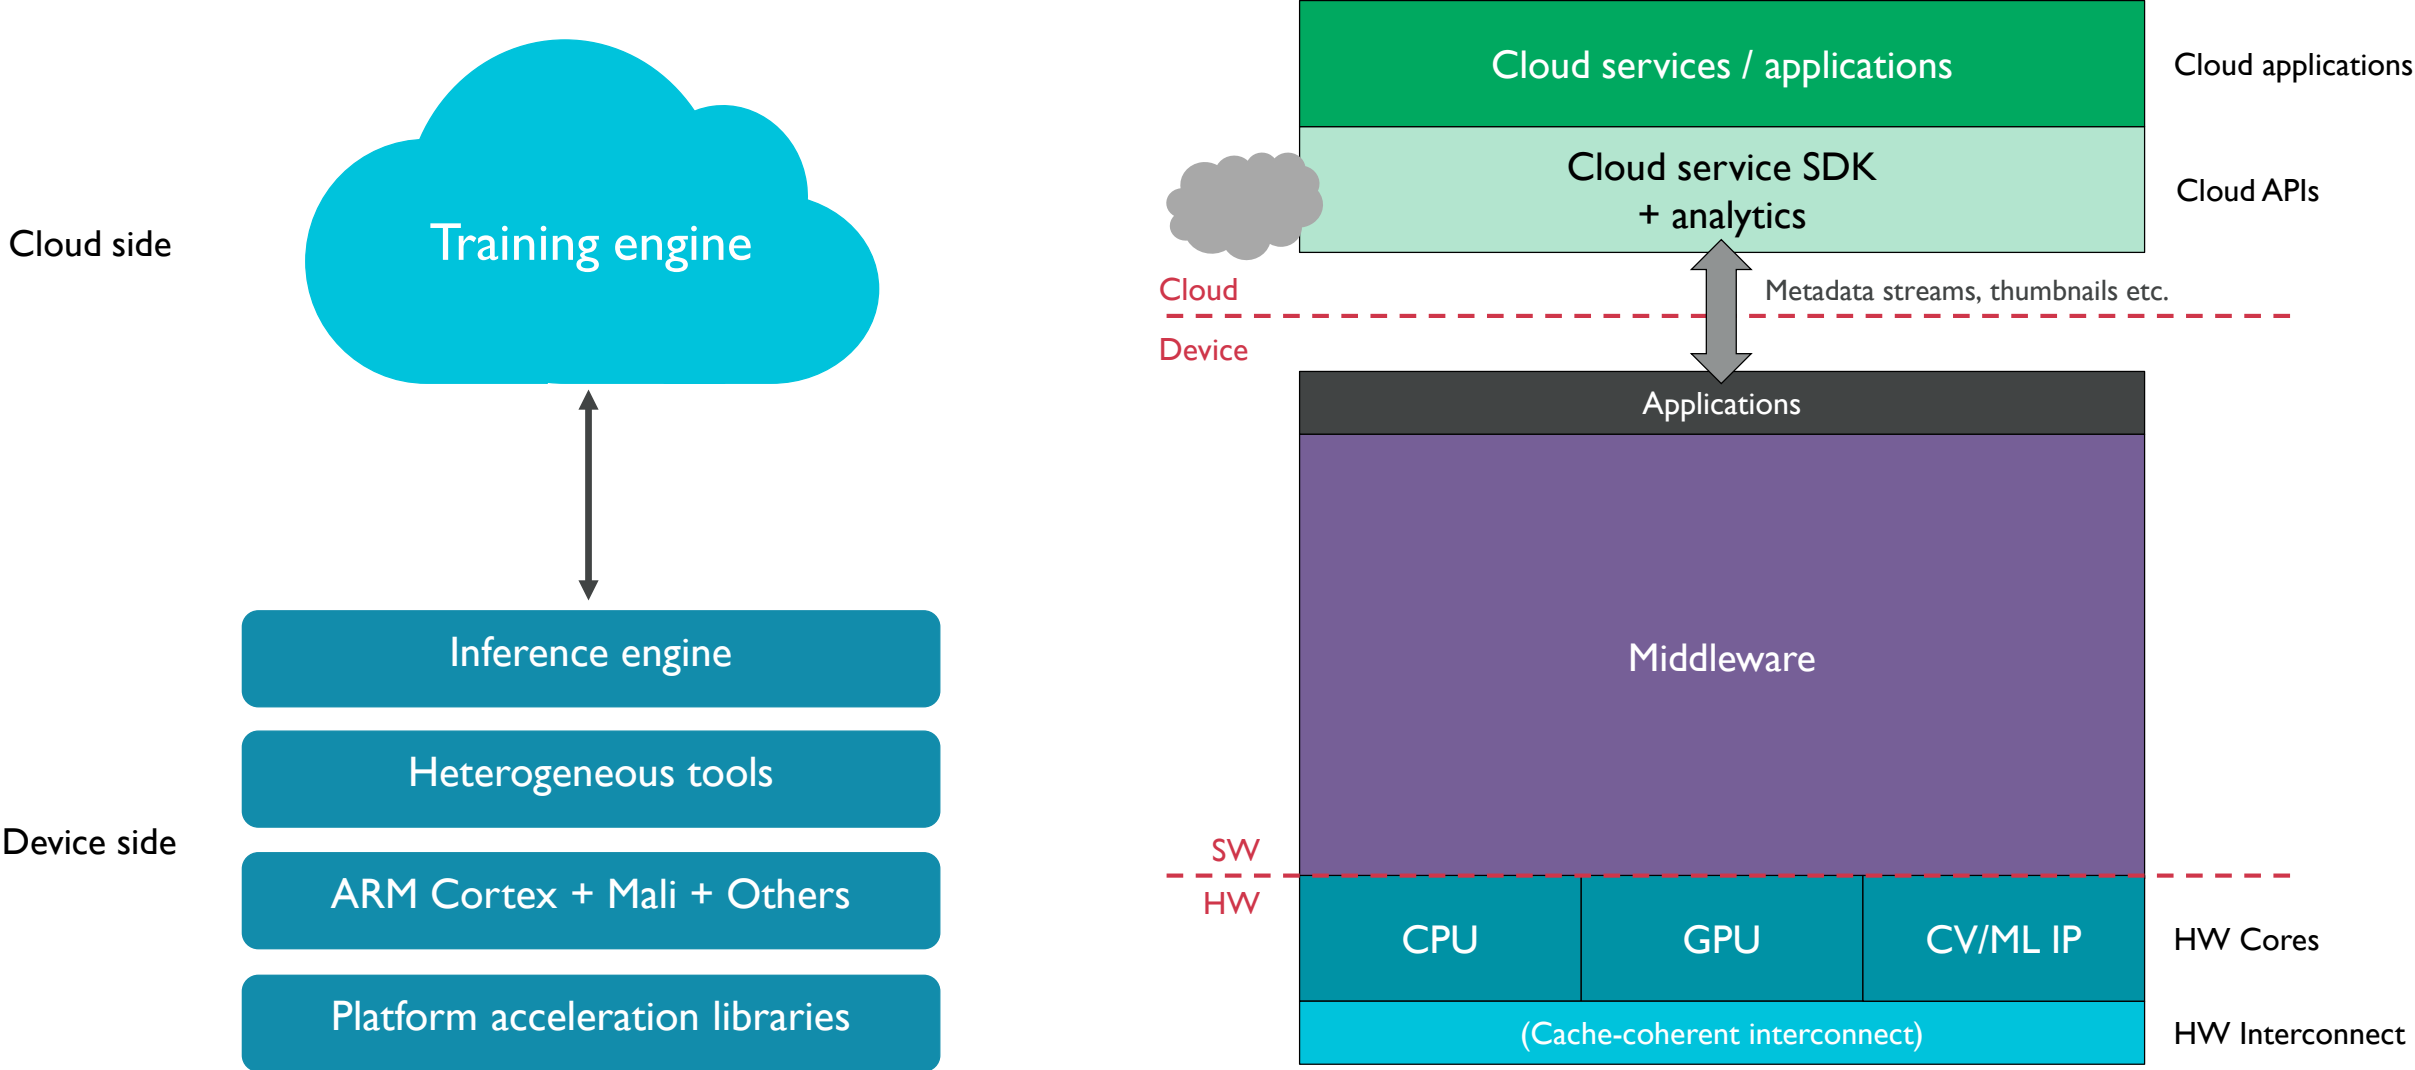 Cloud side
Training engine
Inference engine
Heterogeneous tools
Device side
ARM Cortex + Mali + Others
Platform acceleration libraries
Cloud services / applications
Cloud applications
Cloud service SDK
+ analytics
Cloud APIs
Cloud
Metadata streams, thumbnails etc.
Device
Applications
Middleware
SW
HW
CPU
GPU
CV/ML IP
HW Cores
(Cache-coherent interconnect)
HW Interconnect